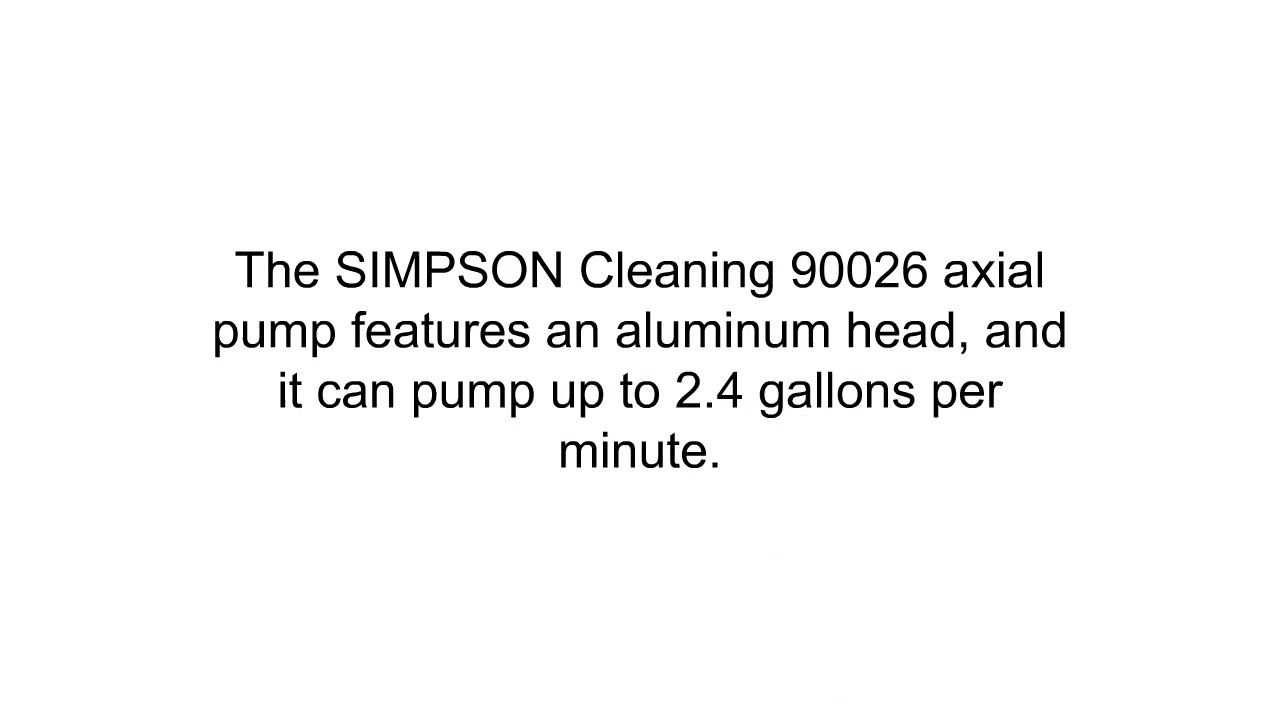 The SIMPSON Cleaning 90026 axial
pump features an aluminum head, and
it can pump up to 2.4 gallons per
minute.